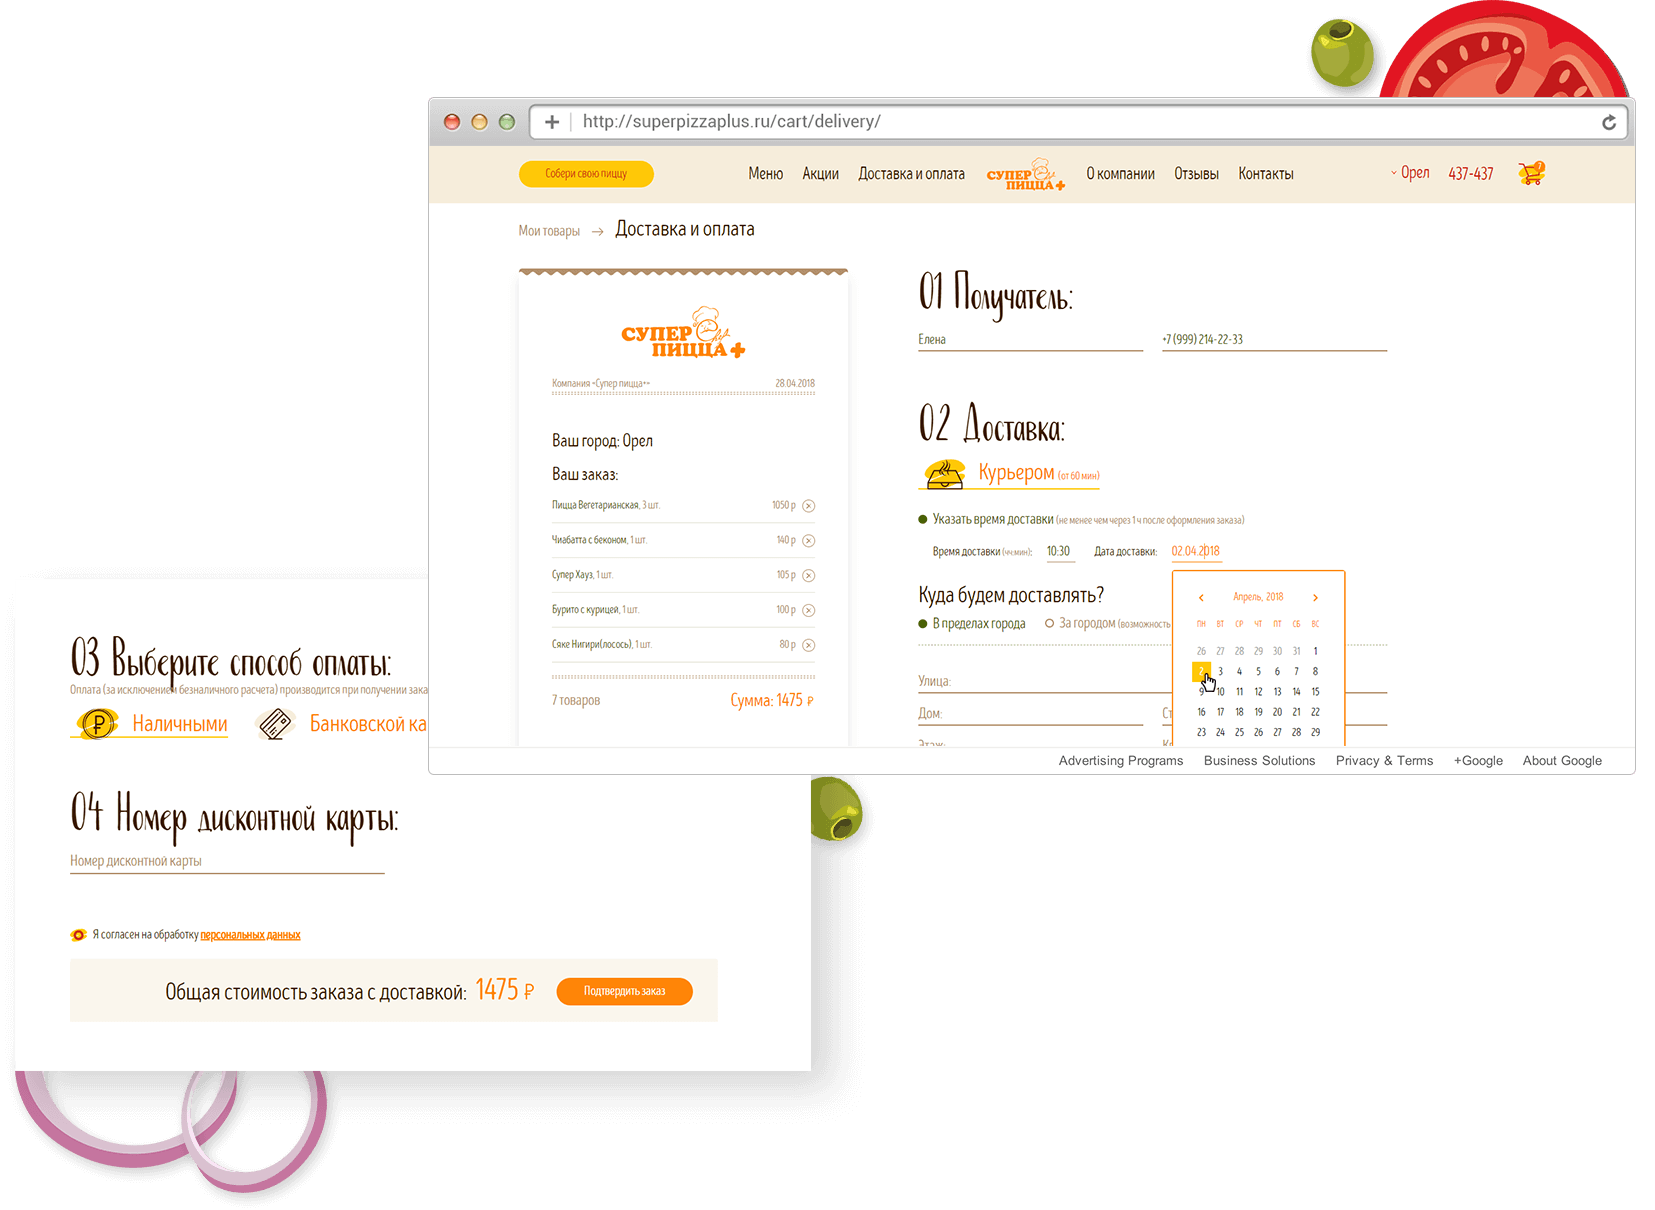 http://superpizzaplus.ru/cart/delivery/
Собери свою пиццу
Меню Акции Доставка и оплата СУПЕР ПИЦЦА+ О компании Отзывы Контакты Орел 437-437 7
Мои товары → Доставка и оплата
СУПЕР
ПИЦЦА+
Компания «Супер пицца+» 28.04.2018
Ваш город: Орел
Ваш заказ:
Пицца Вегетарианская, 3 шт. 1050 р
Чиабатта с беконом, 1 шт. 140 р
Супер Хауз, 1 шт. 105 р
Бурито с курицей, 1 шт. 100 р
Сяке Нигири(лосось), 1 шт. 80 р
7 товаров Сумма: 1475 ₽
01 Получатель:
Елена +7 (999) 214-22-33
02 Доставка:
Курьером (от 60 мин)
Указать время доставки (не менее чем через 1 ч после оформления заказа)
Время доставки (чч:мин): 10:30 Дата доставки: 02.04.2018
Куда будем доставлять?
В пределах города За городом (возможность
Улица:
Дом: Ст
Этаж: Ко
Апрель, 2018
ПН ВТ СР ЧТ ПТ СБ ВС
26 27 28 29 30 31 1
2 3 4 5 6 7 8
9 10 11 12 13 14 15
16 17 18 19 20 21 22
23 24 25 26 27 28 29
Advertising Programs Business Solutions Privacy & Terms +Google About Google
03 Выберите способ оплаты:
Оплата (за исключением безналичного расчета) производится при получении зака
Наличными Банковской ка
04 Номер дисконтной карты:
Номер дисконтной карты
Я согласен на обработку персональных данных
Общая стоимость заказа с доставкой: 1475 ₽ Подтвердить заказ